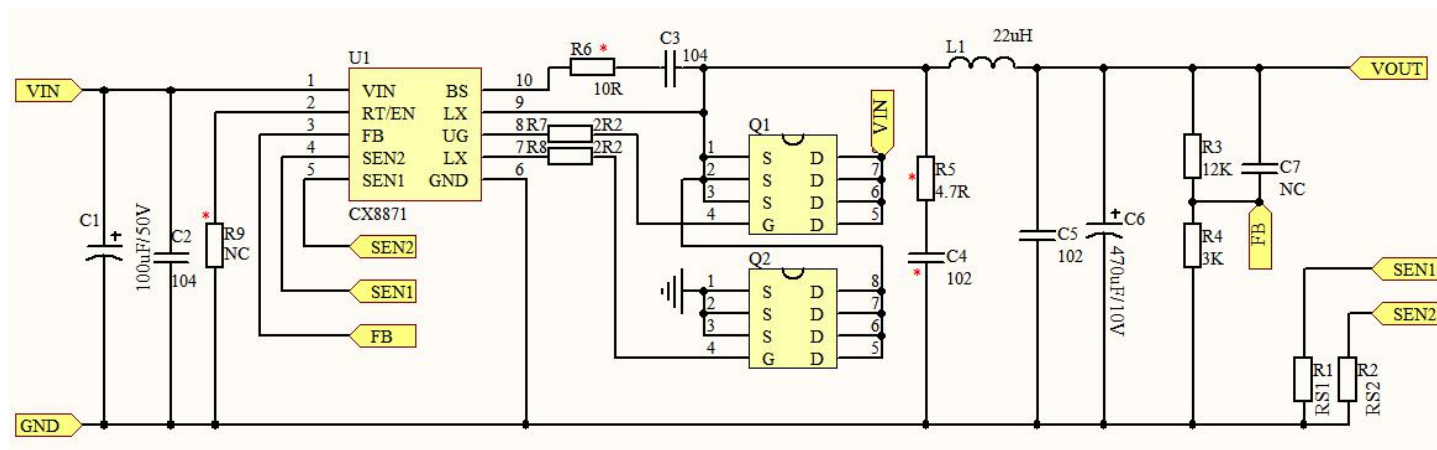 U1
VIN
1 VIN BS 10
2 RT/EN LX 9
3 FB UG 8
4 SEN2 LX 7
5 SEN1 GND 6
CX8871
R6 *
10R
C3
104
R7 2R2
R8 2R2
L1
22uH
VOUT
VIN
Q1
1 S D
2 S D 7
3 S D 6
4 G D 5
Q2
1 S D 8
2 S D 7
3 S D 6
4 G D 5
C1
+
100uF/50V
C2
104
*
R9
NC
SEN2
SEN1
FB
*
R5
4.7R
C4
*
102
C5
102
+
C6
470uF/10V
R3
12K
C7
NC
R4
3K
FB
SEN1
SEN2
R1
RS1
R2
RS2
GND